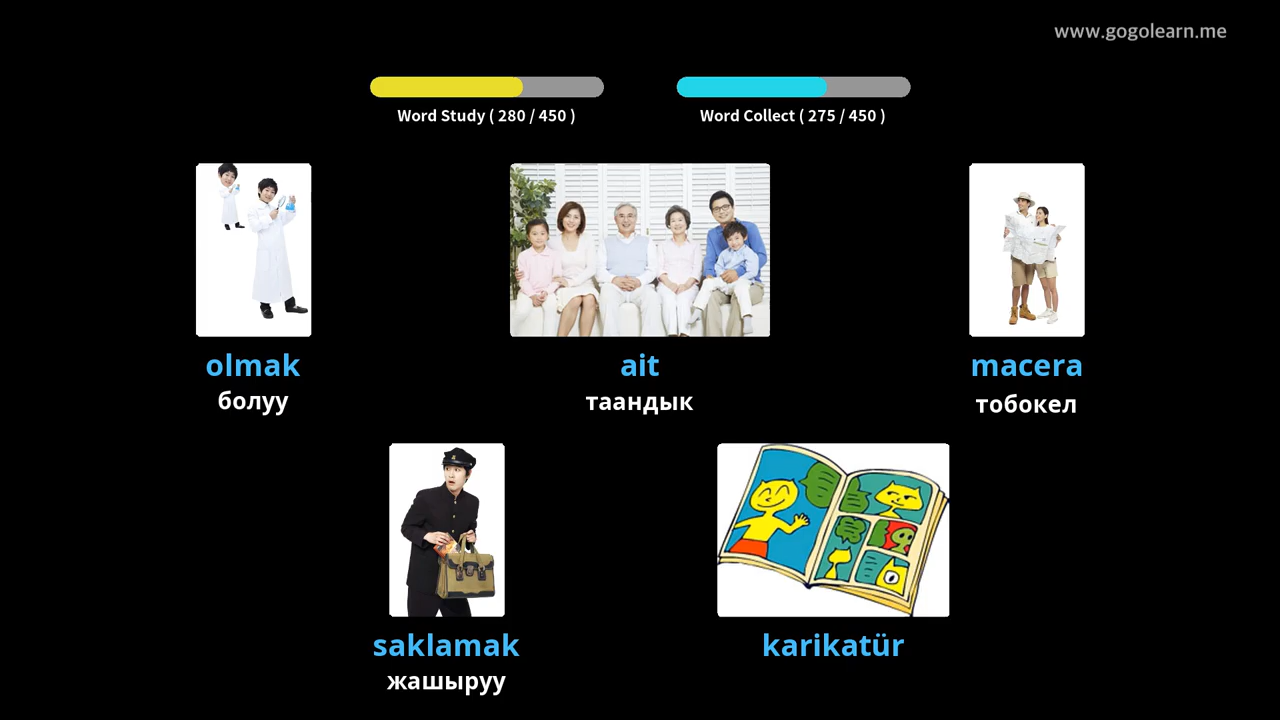 www.gogolearn.me
Word Study ( 280 / 450 )
Word Collect ( 275 / 450 )
olmak
болуу
ait
таандык
macera
тобокел
saklamak
жашыруу
karikatür